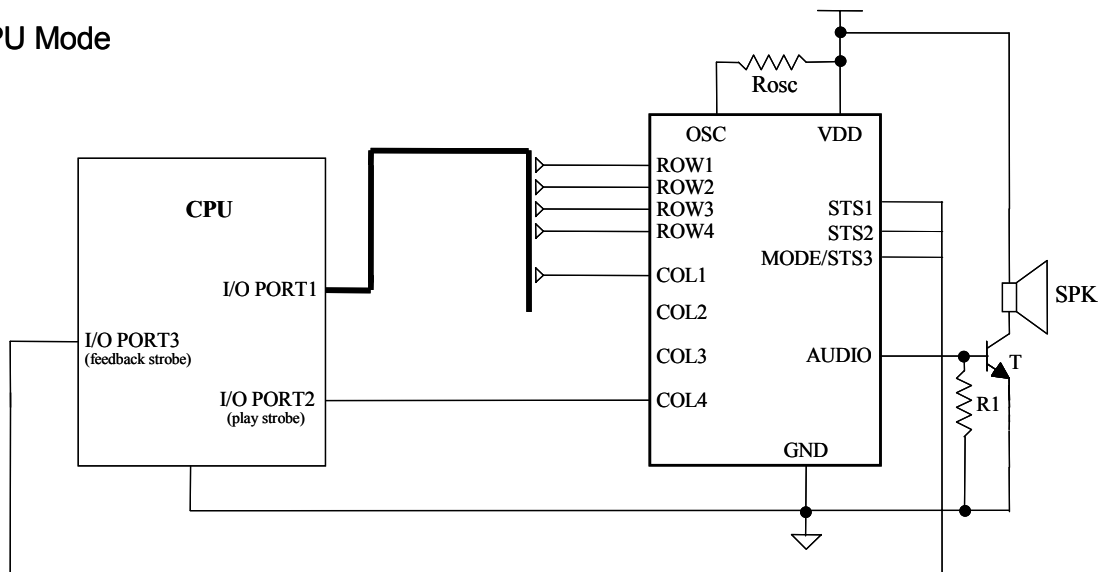 PU Mode
Rosc
OSC
VDD
ROW1
ROW2
ROW3
ROW4
COL1
COL2
COL3
COL4
STS1
STS2
MODE/STS3
AUDIO
GND
CPU
I/O PORT1
I/O PORT3
(feedback strobe)
I/O PORT2
(play strobe)
SPK
T
R1